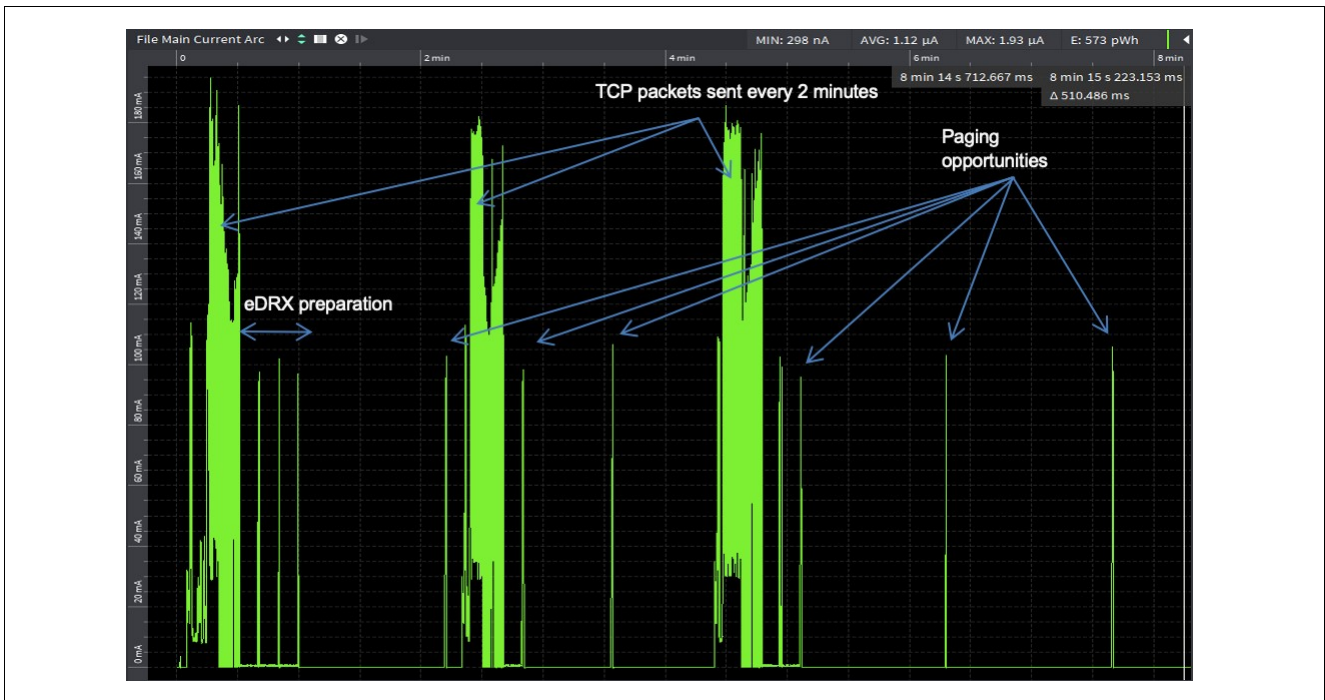 File Main Current Arc
MIN: 298 nA AVG: 1.12 µA MAX: 1.93 µA E: 573 pWh
0 2 min 4 min 6 min 8 min
8 min 14 s 712.667 ms 8 min 15 s 223.153 ms
Δ 510.486 ms
TCP packets sent every 2 minutes
Paging
opportunities
eDRX preparation
180 mA
160 mA
140 mA
120 mA
100 mA
80 mA
60 mA
40 mA
20 mA
0 mA